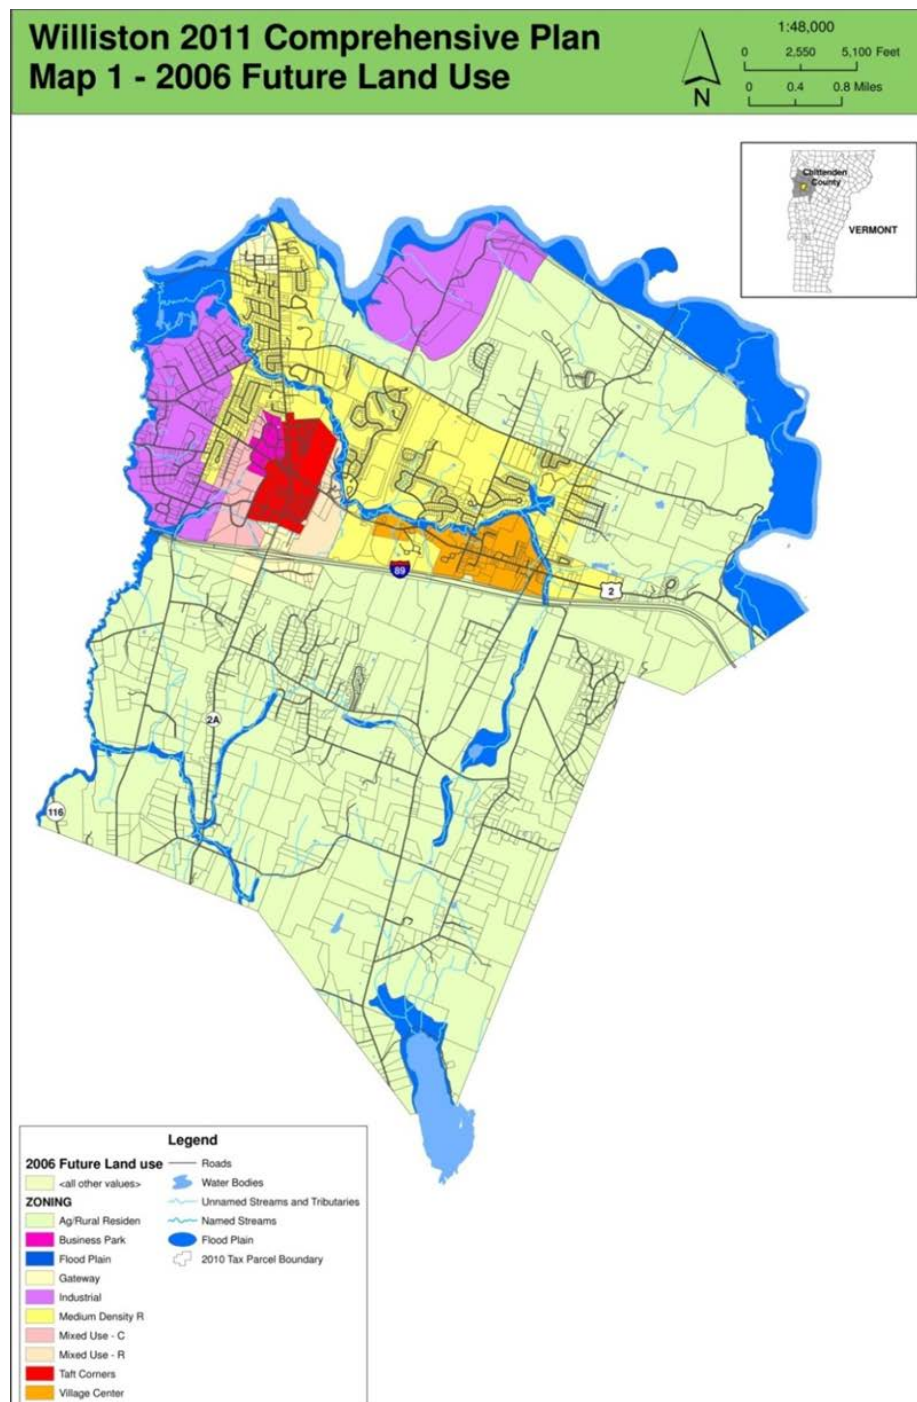 Williston 2011 Comprehensive Plan
Map 1 - 2006 Future Land Use
1:48,000
0 2,550 5,100 Feet
0 0.4 0.8 Miles
N
Chittenden
County
VERMONT
89
2
2A
116
Legend
2006 Future Land use
<all other values>
ZONING
Ag/Rural Residen
Business Park
Flood Plain
Gateway
Industrial
Medium Density R
Mixed Use - C
Mixed Use - R
Taft Corners
Village Center
Roads
Water Bodies
Unnamed Streams and Tributaries
Named Streams
Flood Plain
2010 Tax Parcel Boundary